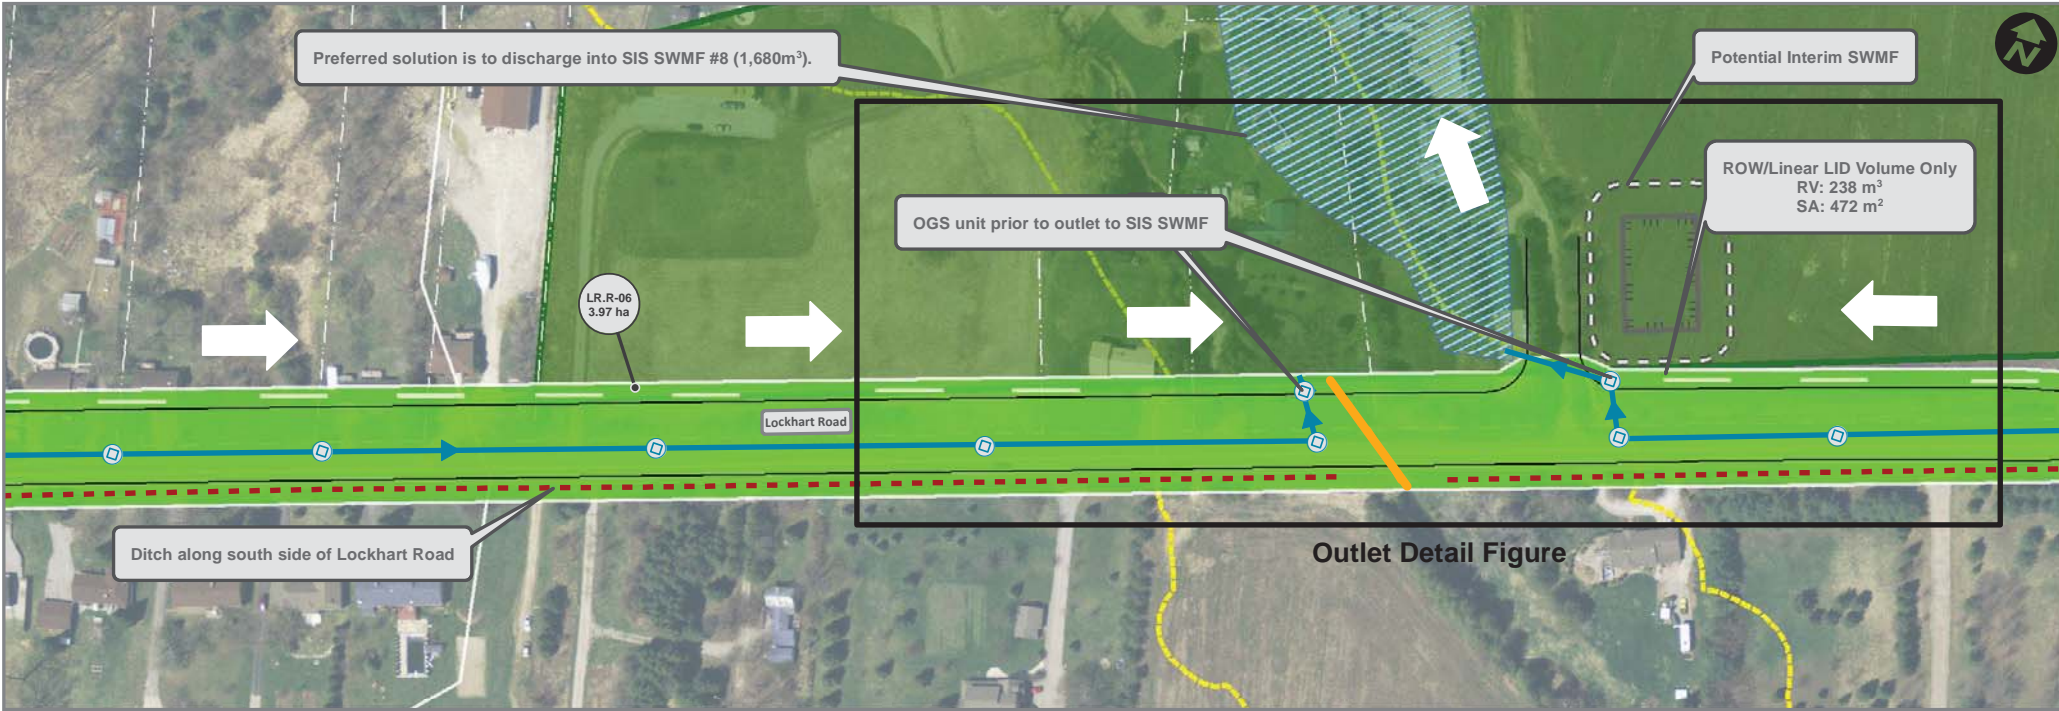 Preferred solution is to discharge into SIS SWMF #8 (1,680m³).
Potential Interim SWMF
N
ROW/Linear LID Volume Only
RV: 238 m³
SA: 472 m²
OGS unit prior to outlet to SIS SWMF
LR.R-06
3.97 ha
Lockhart Road
Ditch along south side of Lockhart Road
Outlet Detail Figure